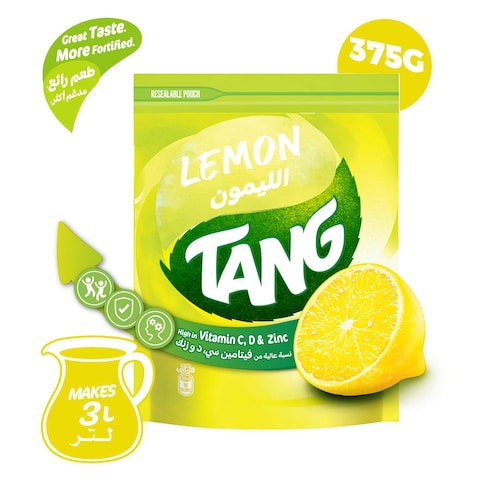 Great Taste.
More Fortified.
طعم رائع.
مدعّم أكثر.
375G
RESEALABLE POUCH
LEMON
الليمون
TANG
High in Vitamin C, D & Zinc
نسبة عالية من فيتامين سي، د و زنك
MAKES
3L
لتر